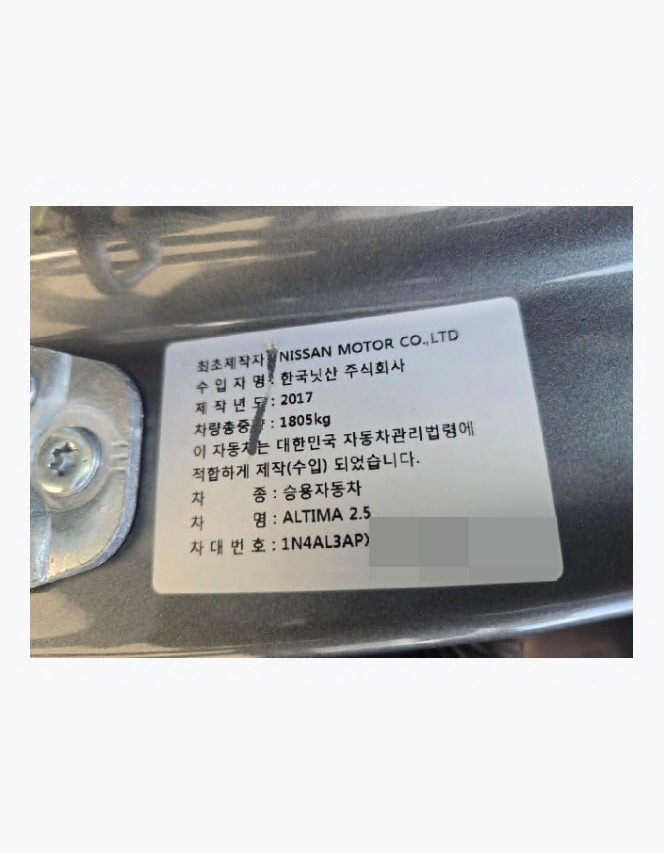 최초제작자 NISSAN MOTOR CO.,LTD
수 입 자 명 : 한국닛산 주식회사
제 작 년 도 : 2017
차량총중량 : 1805kg
이 자동차는 대한민국 자동차관리법령에
적합하게 제작(수입) 되었습니다.
차 종 : 승용자동차
차 명 : ALTIMA 2.5
차 대 번 호 : 1N4AL3AP